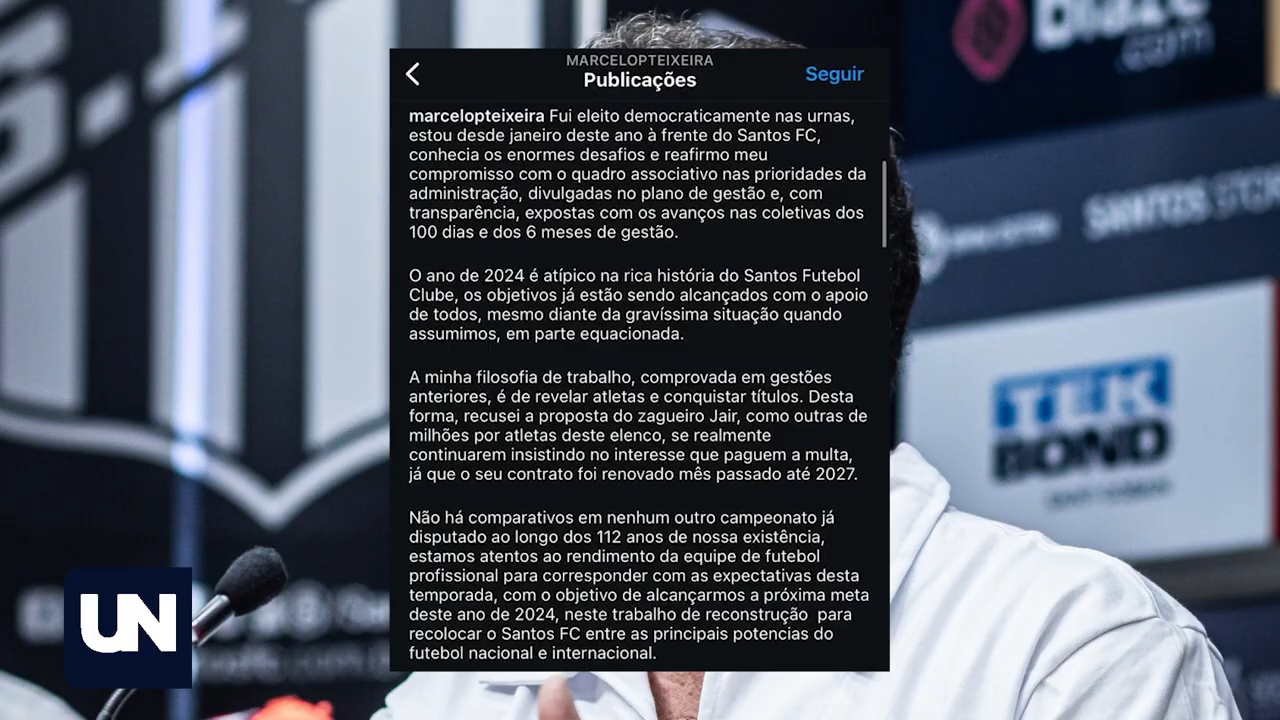 Blaze
.com
SANTOS STORE
TEK
BOND
MARCELOPTEIXEIRA
Publicações
Seguir
marcelopteixeira Fui eleito democraticamente nas urnas,
estou desde janeiro deste ano à frente do Santos FC,
conhecia os enormes desafios e reafirmo meu
compromisso com o quadro associativo nas prioridades da
administração, divulgadas no plano de gestão e, com
transparência, expostas com os avanços nas coletivas dos
100 dias e dos 6 meses de gestão.
O ano de 2024 é atípico na rica história do Santos Futebol
Clube, os objetivos já estão sendo alcançados com o apoio
de todos, mesmo diante da gravíssima situação quando
assumimos, em parte equacionada.
A minha filosofia de trabalho, comprovada em gestões
anteriores, é de revelar atletas e conquistar títulos. Desta
forma, recusei a proposta do zagueiro Jair, como outras de
milhões por atletas deste elenco, se realmente
continuarem insistindo no interesse que paguem a multa,
já que o seu contrato foi renovado mês passado até 2027.
Não há comparativos em nenhum outro campeonato já
disputado ao longo dos 112 anos de nossa existência,
estamos atentos ao rendimento da equipe de futebol
profissional para corresponder com as expectativas desta
temporada, com o objetivo de alcançarmos a próxima meta
deste ano de 2024, neste trabalho de reconstrução para
recolocar o Santos FC entre as principais potencias do
futebol nacional e internacional.
UN